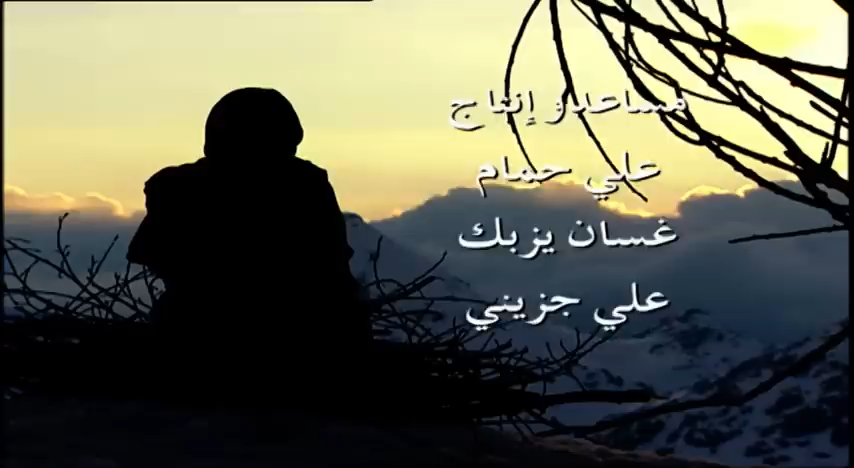 مساعدو إنتاج
علي حمام
غسان يزبك
علي جزيني